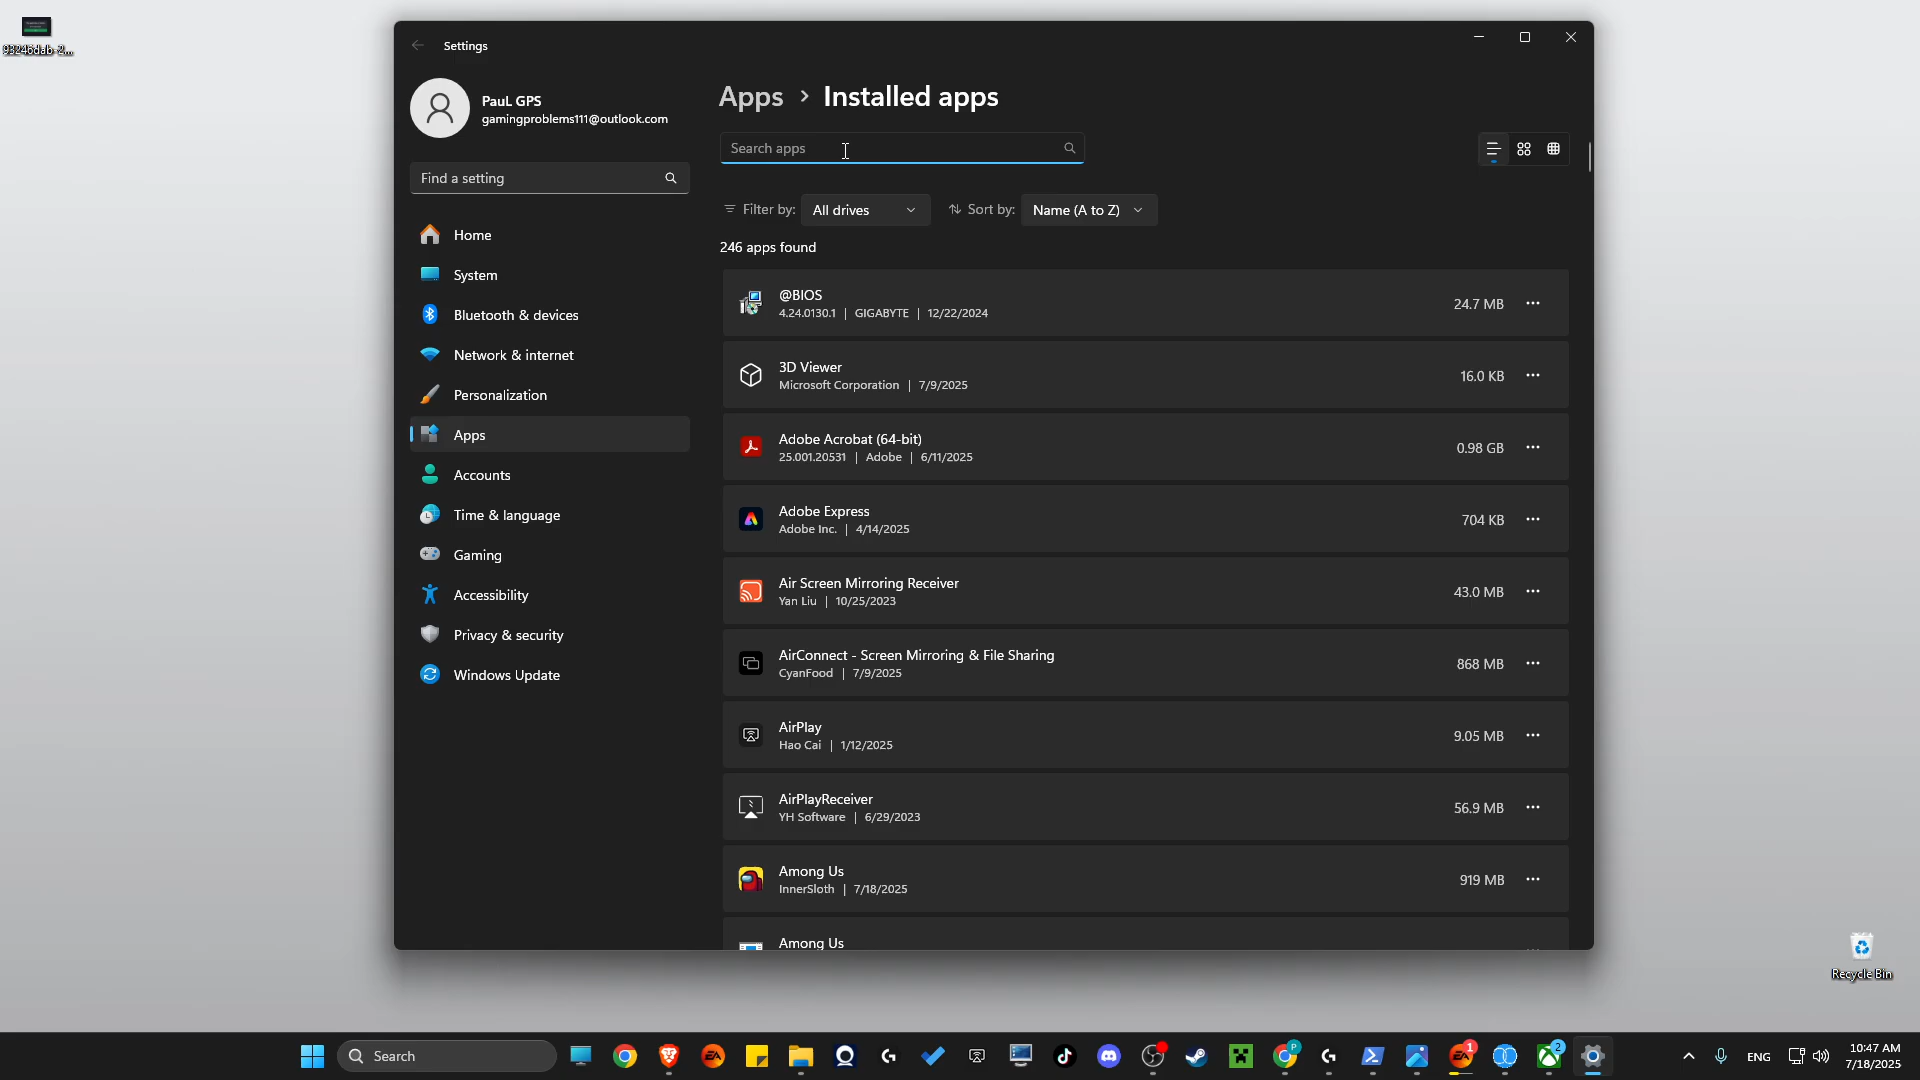 Settings
PauL GPS
gamingproblems111@outlook.com
Find a setting
Home
System
Bluetooth & devices
Network & internet
Personalization
Apps
Accounts
Time & language
Gaming
Accessibility
Privacy & security
Windows Update
Apps > Installed apps
Search apps
Filter by: All drives
Sort by: Name (A to Z)
246 apps found
@BIOS
4.24.0130.1 | GIGABYTE | 12/22/2024
24.7 MB
3D Viewer
Microsoft Corporation | 7/9/2025
16.0 KB
Adobe Acrobat (64-bit)
25.001.20531 | Adobe | 6/11/2025
0.98 GB
Adobe Express
Adobe Inc. | 4/14/2025
704 KB
Air Screen Mirroring Receiver
Yan Liu | 10/25/2023
43.0 MB
AirConnect - Screen Mirroring & File Sharing
CyanFood | 7/9/2025
868 MB
AirPlay
Hao Cai | 1/12/2025
9.05 MB
AirPlayReceiver
YH Software | 6/29/2023
56.9 MB
Among Us
InnerSloth | 7/18/2025
919 MB
Among Us
Recycle Bin
Search
EA
P
EA
1
2
ENG
10:47 AM
7/18/2025